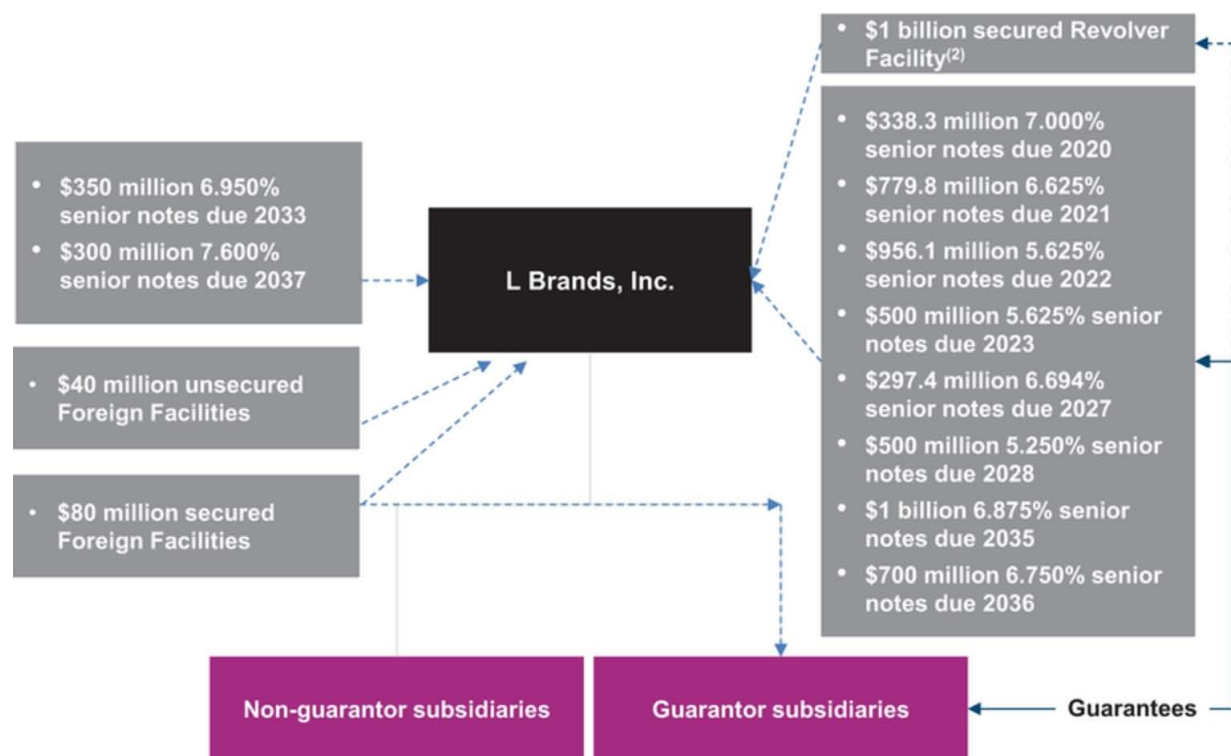 • $1 billion secured Revolver
Facility(2)
• $338.3 million 7.000%
senior notes due 2020
• $779.8 million 6.625%
senior notes due 2021
• $956.1 million 5.625%
senior notes due 2022
• $500 million 5.625% senior
notes due 2023
• $297.4 million 6.694%
senior notes due 2027
• $500 million 5.250% senior
notes due 2028
• $1 billion 6.875% senior
notes due 2035
• $700 million 6.750% senior
notes due 2036
• $350 million 6.950%
senior notes due 2033
• $300 million 7.600%
senior notes due 2037
L Brands, Inc.
• $40 million unsecured
Foreign Facilities
• $80 million secured
Foreign Facilities
Non-guarantor subsidiaries
Guarantor subsidiaries
Guarantees